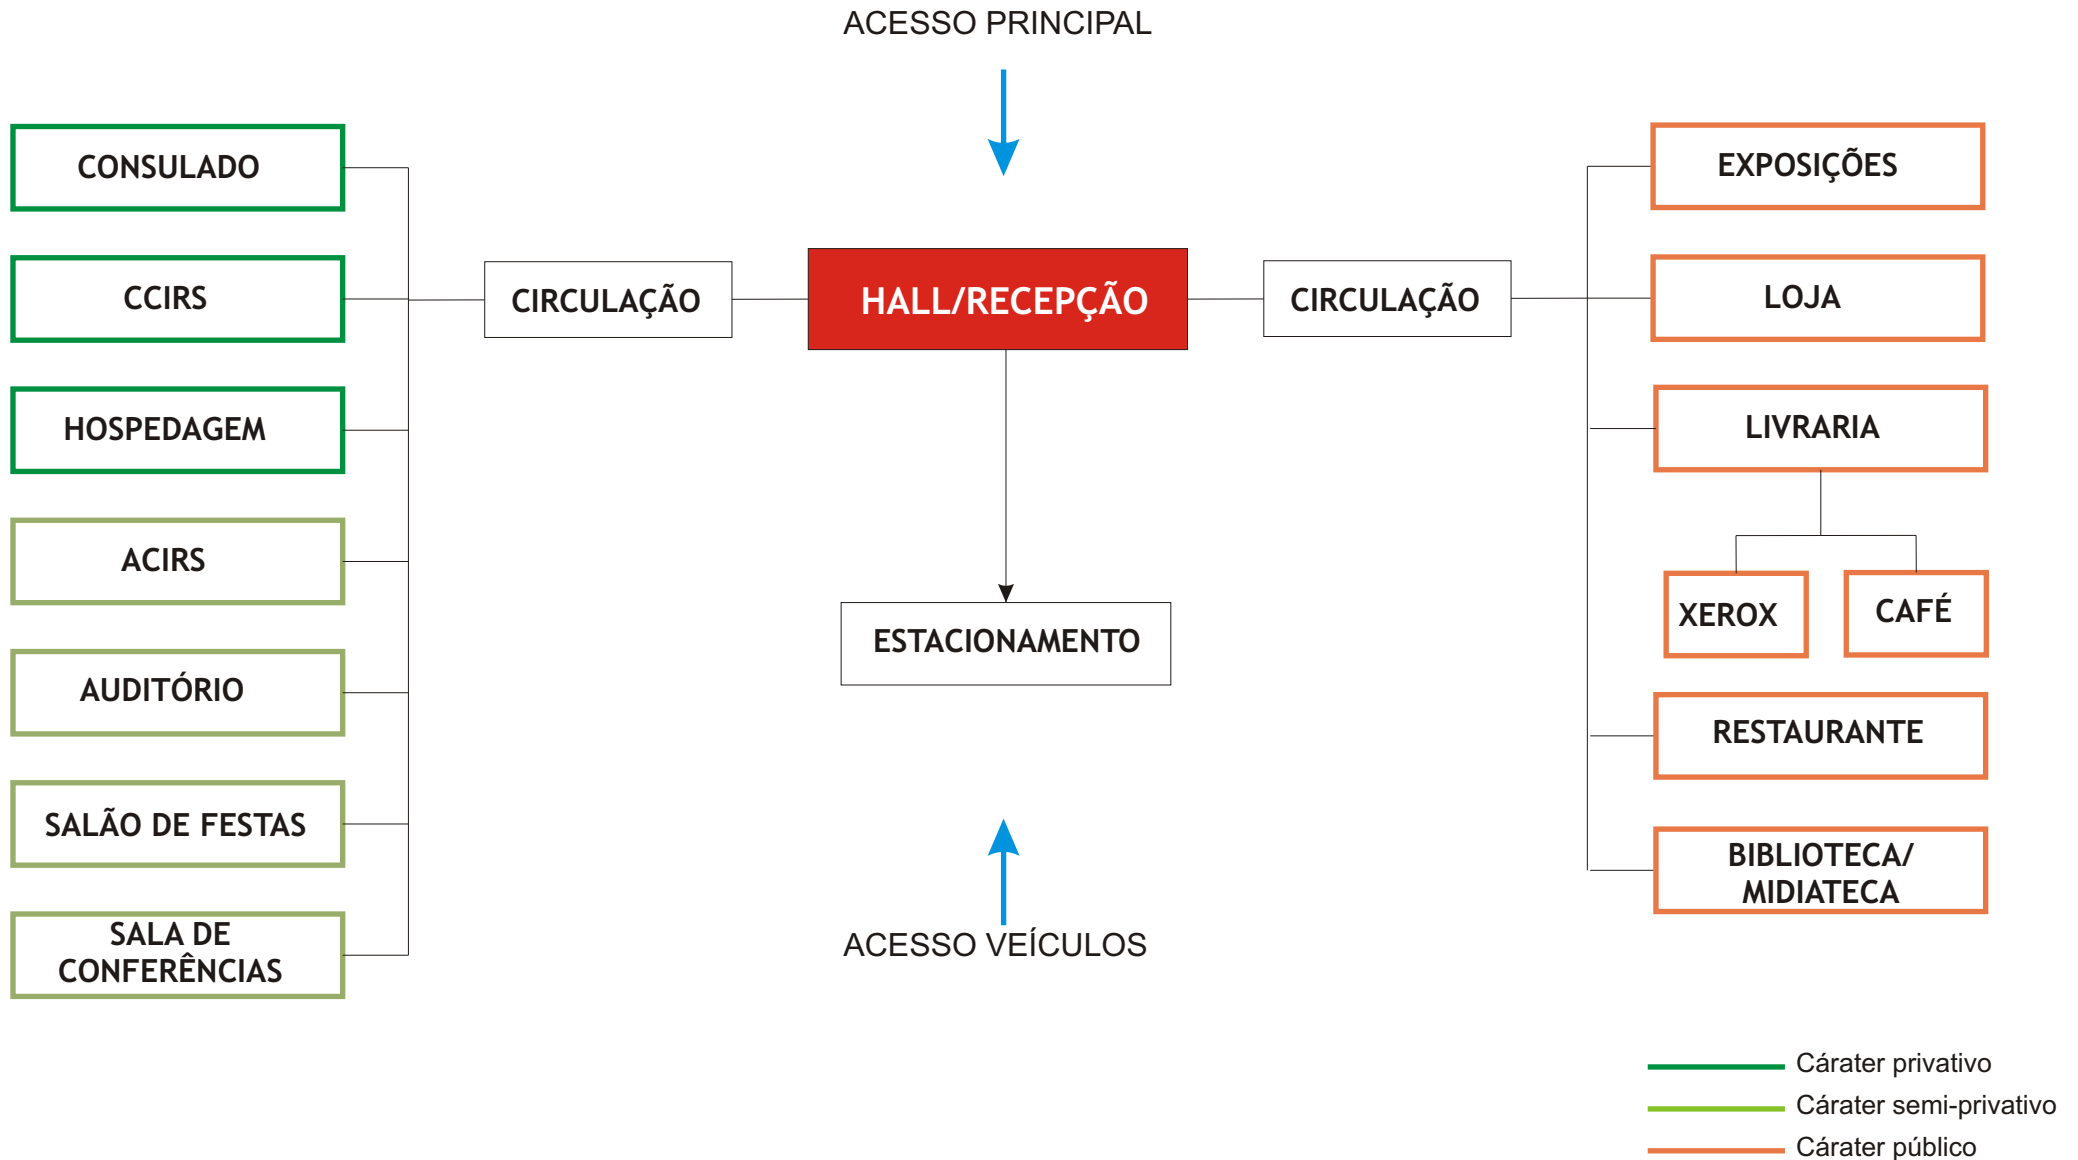 ACESSO PRINCIPAL
CONSULADO
CCIRS
HOSPEDAGEM
ACIRS
AUDITÓRIO
SALÃO DE FESTAS
SALA DE
CONFERÊNCIAS
CIRCULAÇÃO
HALL/RECEPÇÃO
CIRCULAÇÃO
ESTACIONAMENTO
ACESSO VEÍCULOS
EXPOSIÇÕES
LOJA
LIVRARIA
XEROX
CAFÉ
RESTAURANTE
BIBLIOTECA/
MIDIATECA
Cárater privativo
Cárater semi-privativo
Cárater público